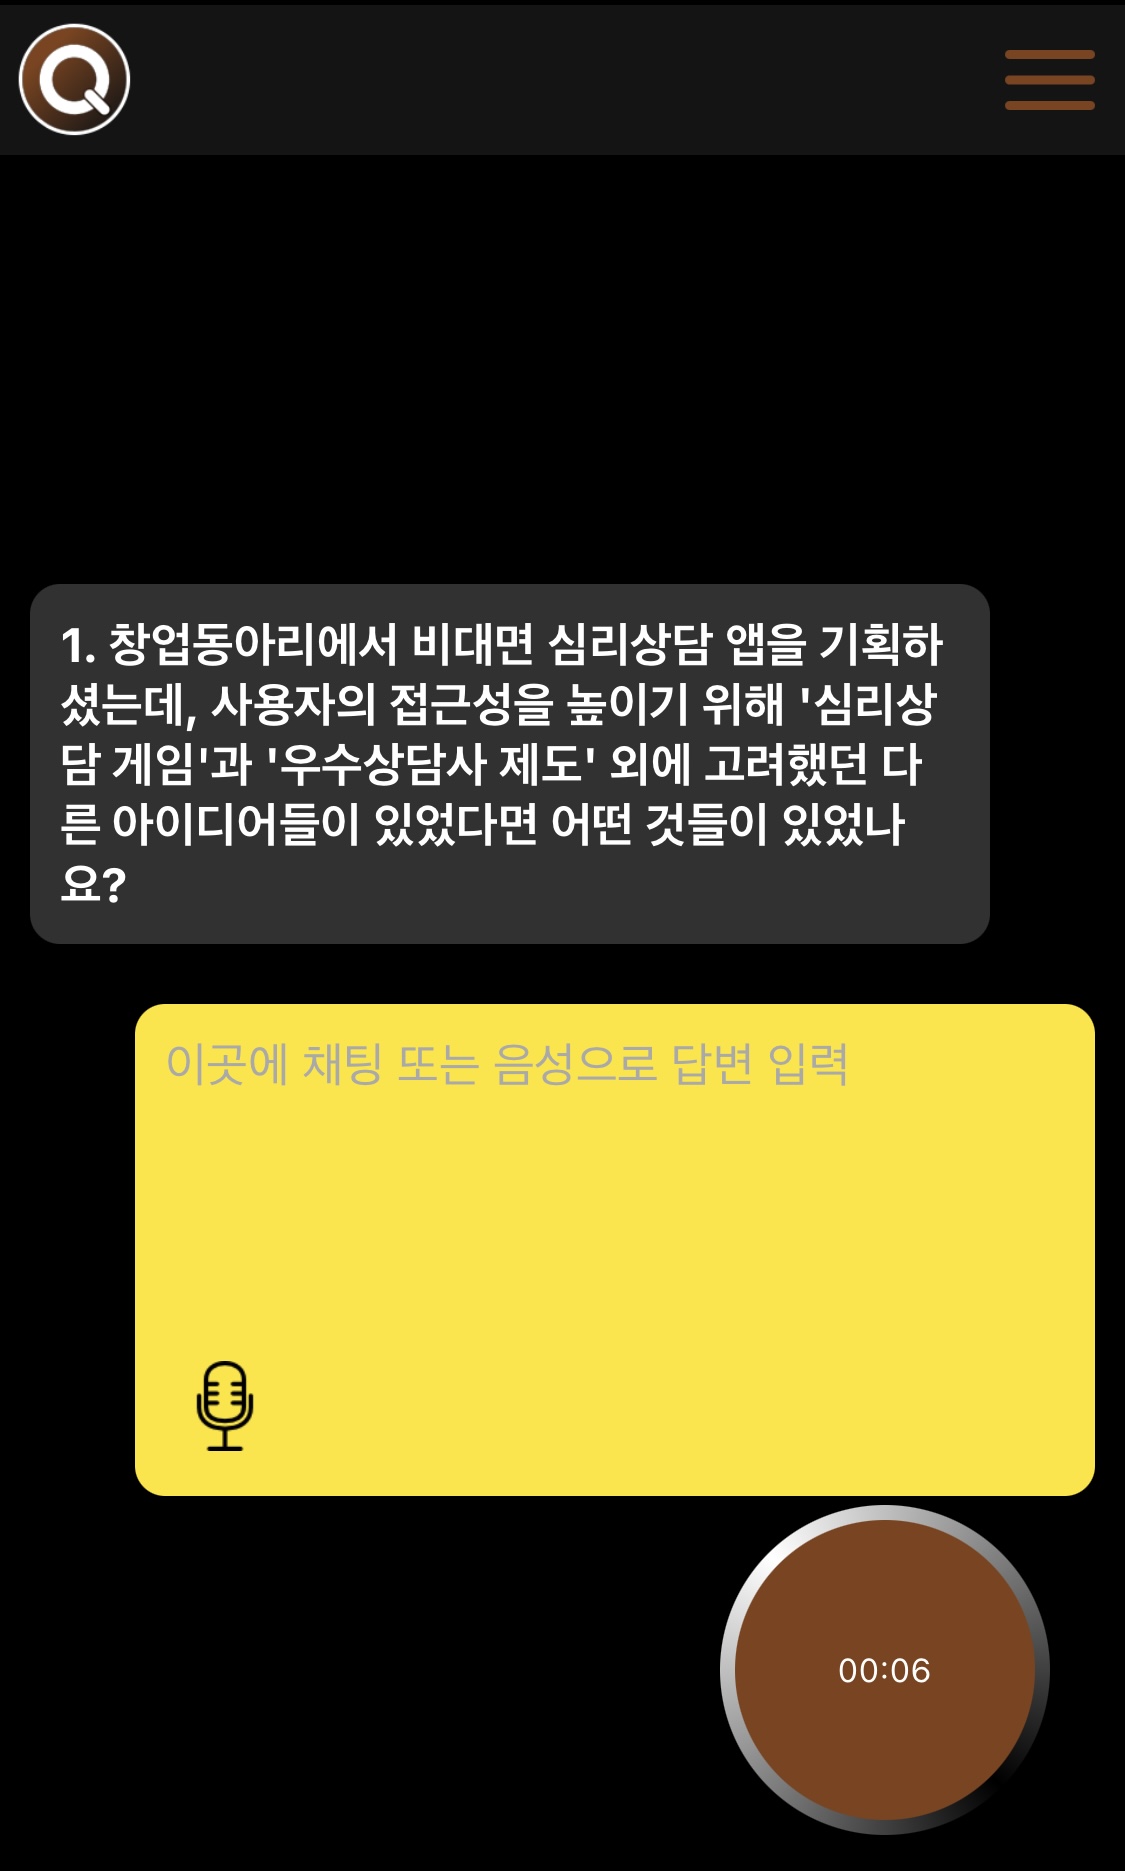 Q
1. 창업동아리에서 비대면 심리상담 앱을 기획하
셨는데, 사용자의 접근성을 높이기 위해 '심리상
담 게임'과 '우수상담사 제도' 외에 고려했던 다
른 아이디어들이 있었다면 어떤 것들이 있었나
요?
이곳에 채팅 또는 음성으로 답변 입력
00:06